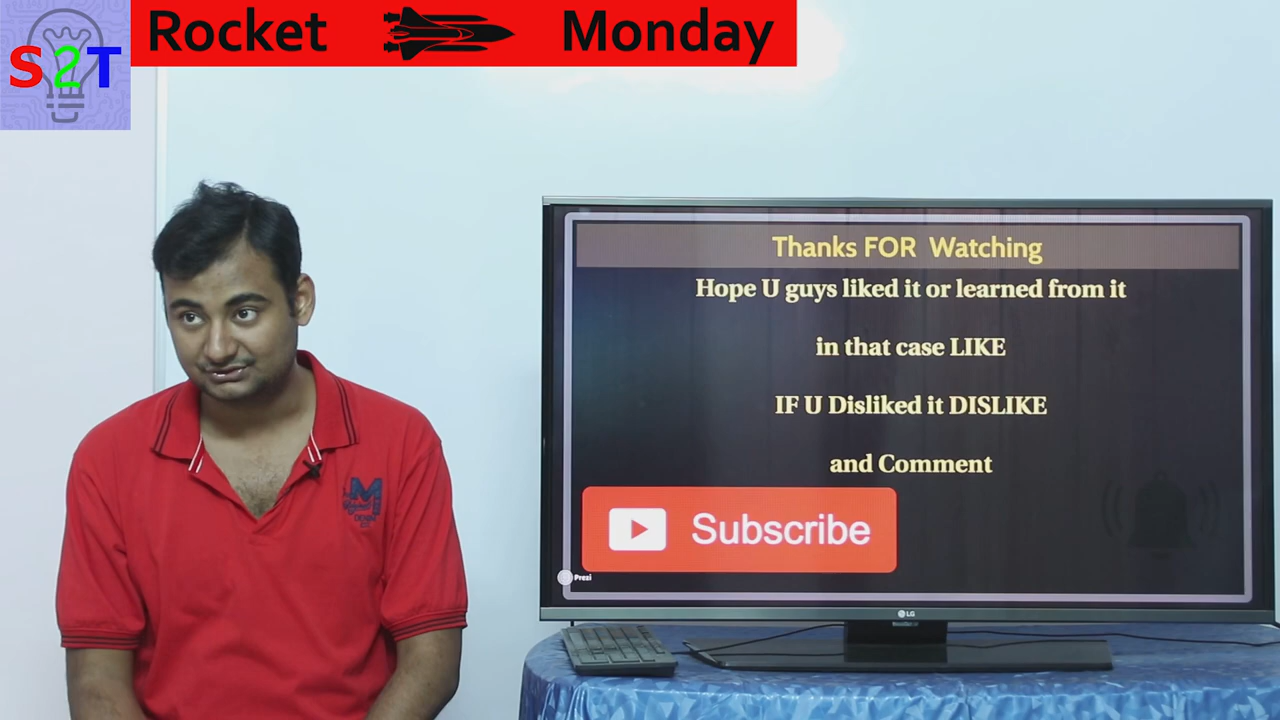 S2T
Rocket Monday
Thanks FOR Watching
Hope U guys liked it or learned from it
in that case LIKE
IF U Disliked it DISLIKE
and Comment
Subscribe
Prezi
LG
M
DENIM